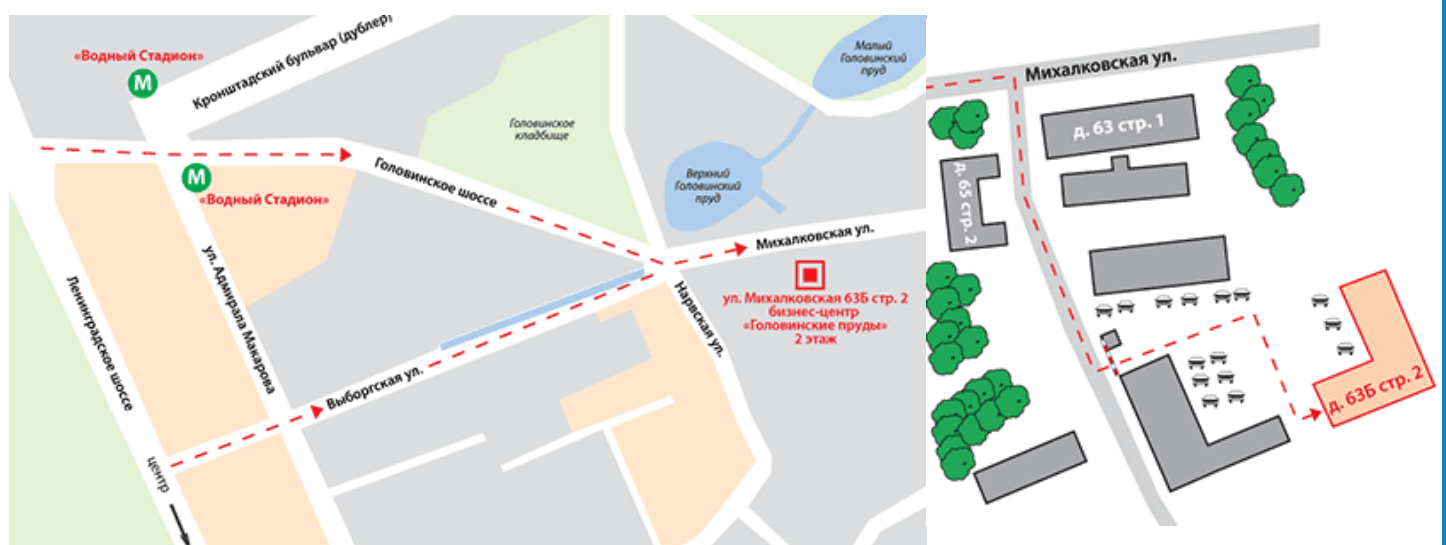 «Водный Стадион»
М
Кронштадский бульвар (дублер)
Малый
Головинский
пруд
Головинское
кладбище
Головинское шоссе
М
«Водный Стадион»
Верхний
Головинский
пруд
Михалковская ул.
ул. Михалковская 63Б стр. 2
бизнес-центр
«Головинские пруды»
2 этаж
Ленинградское шоссе
ул. Адмирала Макарова
Нарвская ул.
Выборгская ул.
центр
Михалковская ул.
д. 63 стр. 1
д. 65 стр. 2
д. 63Б стр. 2